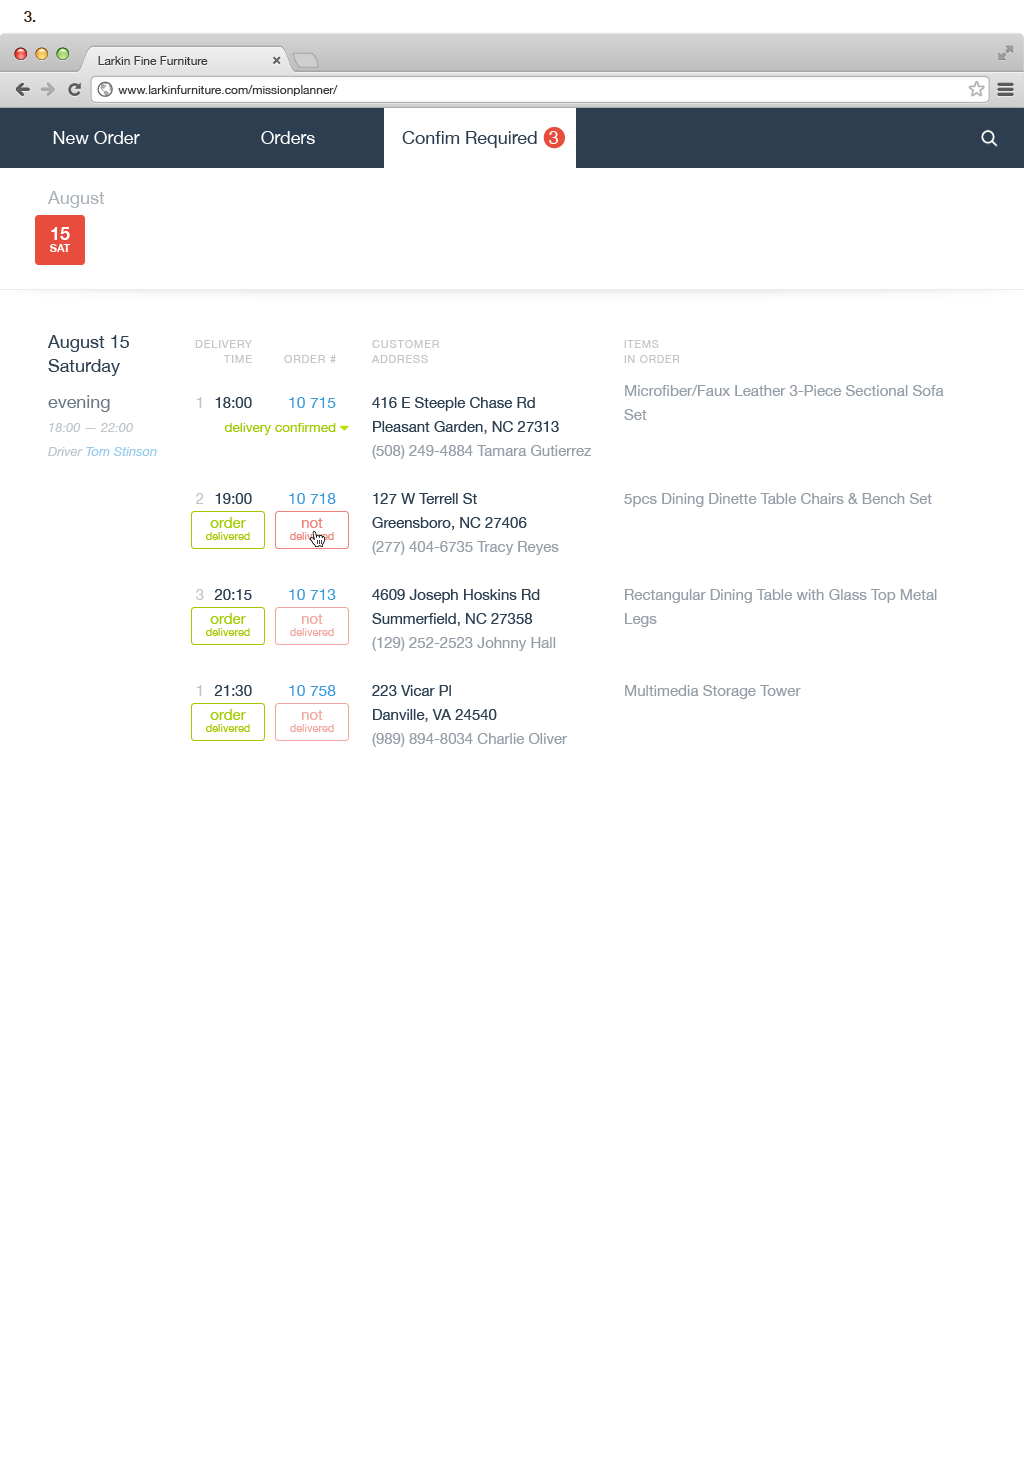 3.
Larkin Fine Furniture
www.larkinfurniture.com/missionplanner/
New Order Orders Confim Required 3
August
15
SAT
August 15
Saturday
evening
18:00 — 22:00
Driver Tom Stinson
DELIVERY TIME ORDER # CUSTOMER ADDRESS ITEMS IN ORDER
1 18:00 10 715
delivery confirmed
416 E Steeple Chase Rd
Pleasant Garden, NC 27313
(508) 249-4884 Tamara Gutierrez
Microfiber/Faux Leather 3-Piece Sectional Sofa
Set
2 19:00 10 718
order delivered
not delivered
127 W Terrell St
Greensboro, NC 27406
(277) 404-6735 Tracy Reyes
5pcs Dining Dinette Table Chairs & Bench Set
3 20:15 10 713
order delivered
not delivered
4609 Joseph Hoskins Rd
Summerfield, NC 27358
(129) 252-2523 Johnny Hall
Rectangular Dining Table with Glass Top Metal
Legs
1 21:30 10 758
order delivered
not delivered
223 Vicar Pl
Danville, VA 24540
(989) 894-8034 Charlie Oliver
Multimedia Storage Tower